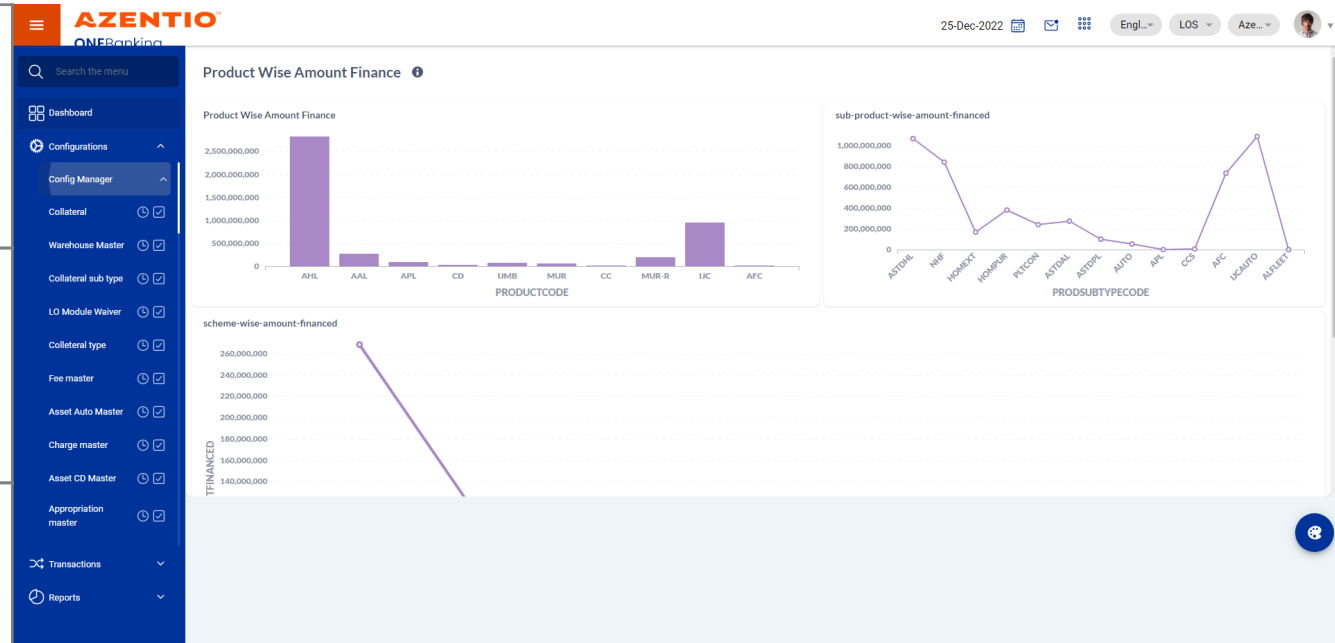 AZENTIO™
ONEBanking
25-Dec-2022
Engl...
LOS
Aze...
Search the menu
Dashboard
Configurations
Config Manager
Collateral
Warehouse Master
Collateral sub type
LO Module Waiver
Colleteral type
Fee master
Asset Auto Master
Charge master
Asset CD Master
Appropriation
master
Transactions
Reports
Product Wise Amount Finance
Product Wise Amount Finance
2,500,000,000
2,000,000,000
1,500,000,000
1,000,000,000
500,000,000
0
AHL AAL APL CD IJMB MUR CC MUR-R IJC AFC
PRODUCTCODE
sub-product-wise-amount-financed
1,000,000,000
800,000,000
600,000,000
400,000,000
200,000,000
0
ASTDHL NHF HOMEXT HOMPUR PLTCON ASTDAL ASTDPL AUTO APL CCS AFC IJCAUTO ALFLEET
PRODSUBTYPECODE
scheme-wise-amount-financed
260,000,000
240,000,000
220,000,000
200,000,000
180,000,000
160,000,000
140,000,000
TFINANCED